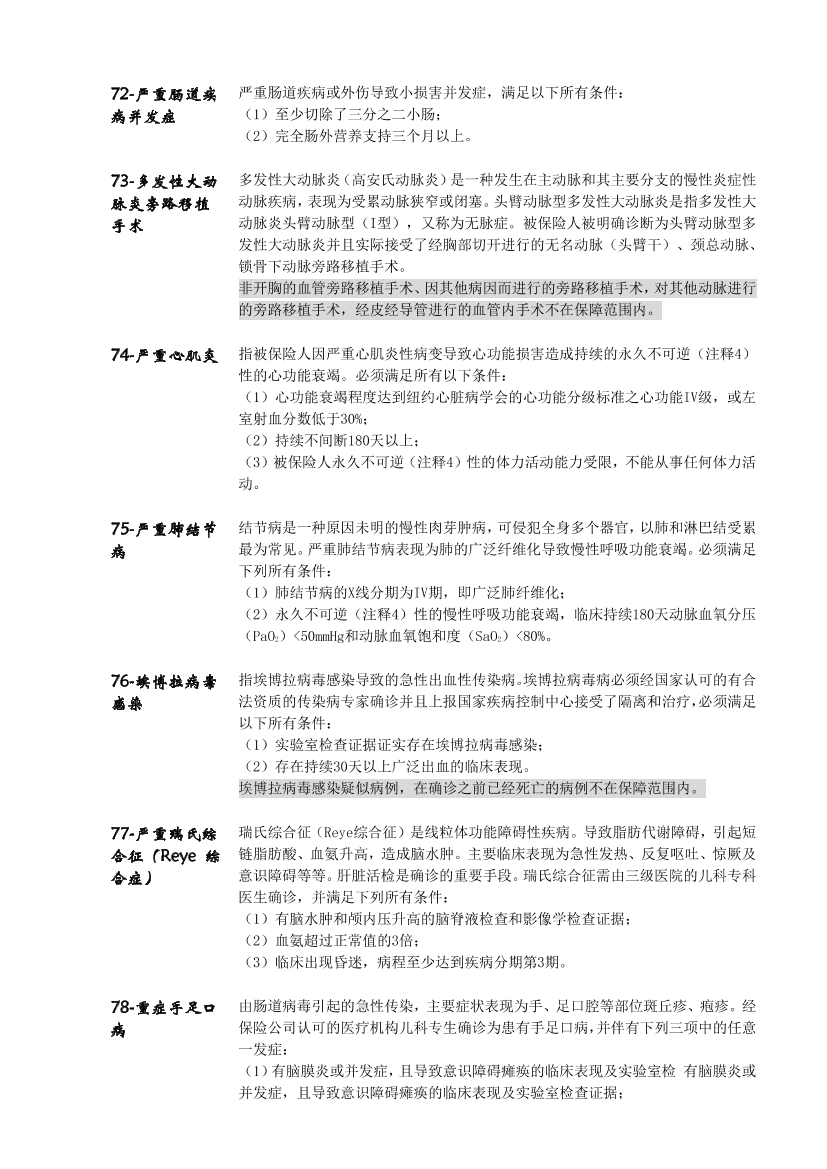 72-严重肠道疾
病并发症
严重肠道疾病或外伤导致小损害并发症，满足以下所有条件：
（1）至少切除了三分之二小肠；
（2）完全肠外营养支持三个月以上。
73-多发性大动
脉炎旁路移植
手术
多发性大动脉炎（高安氏动脉炎）是一种发生在主动脉和其主要分支的慢性炎症性
动脉疾病，表现为受累动脉狭窄或闭塞。头臂动脉型多发性大动脉炎是指多发性大
动脉炎头臂动脉型（I型），又称为无脉症。被保险人被明确诊断为头臂动脉型多
发性大动脉炎并且实际接受了经胸部切开进行的无名动脉（头臂干）、颈总动脉、
锁骨下动脉旁路移植手术。
非开胸的血管旁路移植手术、因其他病因而进行的旁路移植手术，对其他动脉进行
的旁路移植手术，经皮经导管进行的血管内手术不在保障范围内。
74-严重心肌炎
指被保险人因严重心肌炎性病变导致心功能损害造成持续的永久不可逆（注释4）
性的心功能衰竭。必须满足所有以下条件：
（1）心功能衰竭程度达到纽约心脏病学会的心功能分级标准之心功能IV级，或左
室射血分数低于30%；
（2）持续不间断180天以上；
（3）被保险人永久不可逆（注释4）性的体力活动能力受限，不能从事任何体力活
动。
75-严重肺结节
病
结节病是一种原因未明的慢性肉芽肿病，可侵犯全身多个器官，以肺和淋巴结受累
最为常见。严重肺结节病表现为肺的广泛纤维化导致慢性呼吸功能衰竭。必须满足
下列所有条件：
（1）肺结节病的X线分期为IV期，即广泛肺纤维化；
（2）永久不可逆（注释4）性的慢性呼吸功能衰竭，临床持续180天动脉血氧分压
（PaO₂）<50mmHg和动脉血氧饱和度（SaO₂）<80%。
76-埃博拉病毒
感染
指埃博拉病毒感染导致的急性出血性传染病。埃博拉病毒病必须经国家认可的有合
法资质的传染病专家确诊并且上报国家疾病控制中心接受了隔离和治疗，必须满足
以下所有条件：
（1）实验室检查证据证实存在埃博拉病毒感染；
（2）存在持续30天以上广泛出血的临床表现。
埃博拉病毒感染疑似病例，在确诊之前已经死亡的病例不在保障范围内。
77-严重瑞氏综
合征（Reye 综
合症）
瑞氏综合征（Reye综合征）是线粒体功能障碍性疾病。导致脂肪代谢障碍，引起短
链脂肪酸、血氨升高，造成脑水肿。主要临床表现为急性发热、反复呕吐、惊厥及
意识障碍等等。肝脏活检是确诊的重要手段。瑞氏综合征需由三级医院的儿科专科
医生确诊，并满足下列所有条件：
（1）有脑水肿和颅内压升高的脑脊液检查和影像学检查证据；
（2）血氨超过正常值的3倍；
（3）临床出现昏迷，病程至少达到疾病分期第3期。
78-重症手足口
病
由肠道病毒引起的急性传染，主要症状表现为手、足口腔等部位斑丘疹、疱疹。经
保险公司认可的医疗机构儿科专生确诊为患有手足口病，并伴有下列三项中的任意
一发症：
（1）有脑膜炎或并发症，且导致意识障碍瘫痪的临床表现及实验室检 有脑膜炎或
并发症，且导致意识障碍瘫痪的临床表现及实验室检查证据；